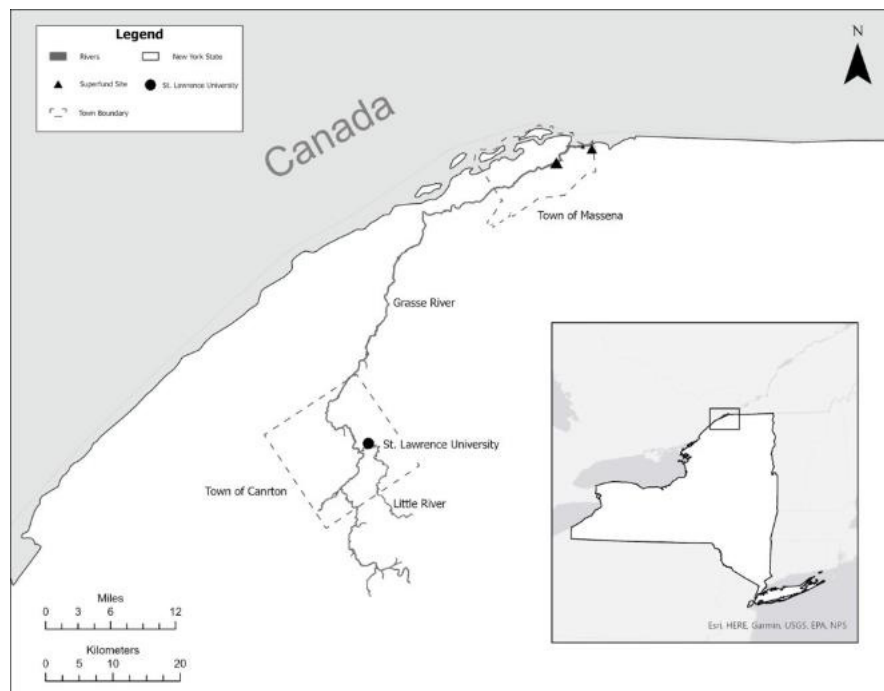 Legend
Rivers
New York State
Superfund Site
St. Lawrence University
Town Boundary
N
Canada
Town of Massena
Grasse River
St. Lawrence University
Town of Canrton
Little River
Miles
0 3 6 12
Kilometers
0 5 10 20
Esri, HERE, Garmin, USGS, EPA, NPS